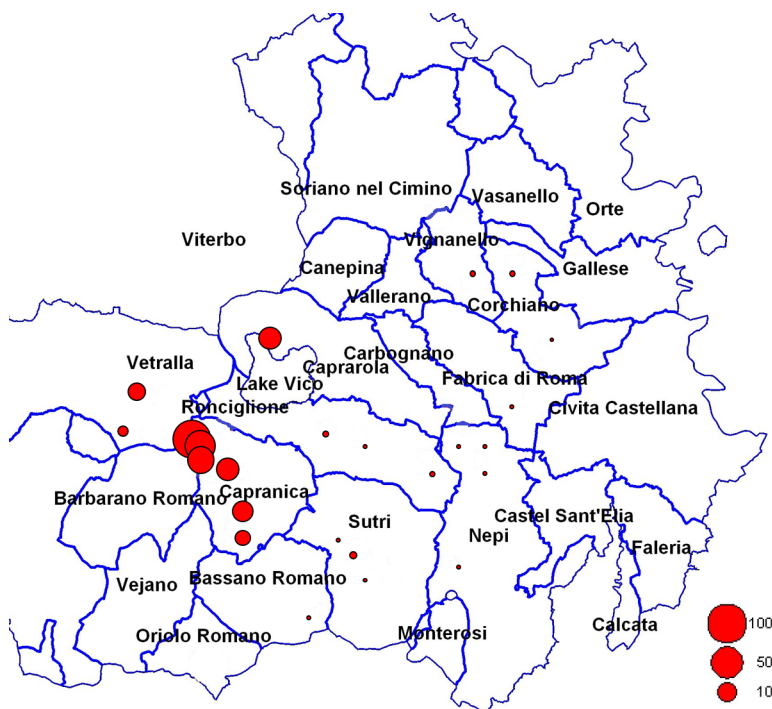 Soriano nel Cimino
Vasanello
Orte
Viterbo
Vignanello
Canepina
Gallese
Vallerano
Corchiano
Vetralla
Carbognano
Caprarola
Lake Vico
Fabrica di Roma
Ronciglione
Civita Castellana
Barbarano Romano
Capranica
Sutri
Castel Sant'Elia
Nepi
Faleria
Vejano
Bassano Romano
Oriolo Romano
Monterosi
Calcata
100
50
10